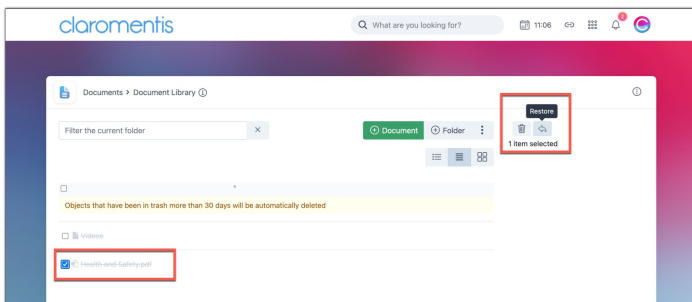 claromentis
What are you looking for?
11:06
2
Documents > Document Library
Restore
Filter the current folder
Document
Folder
1 item selected
Objects that have been in trash more than 30 days will be automatically deleted
Videos
Health and Safety.pdf